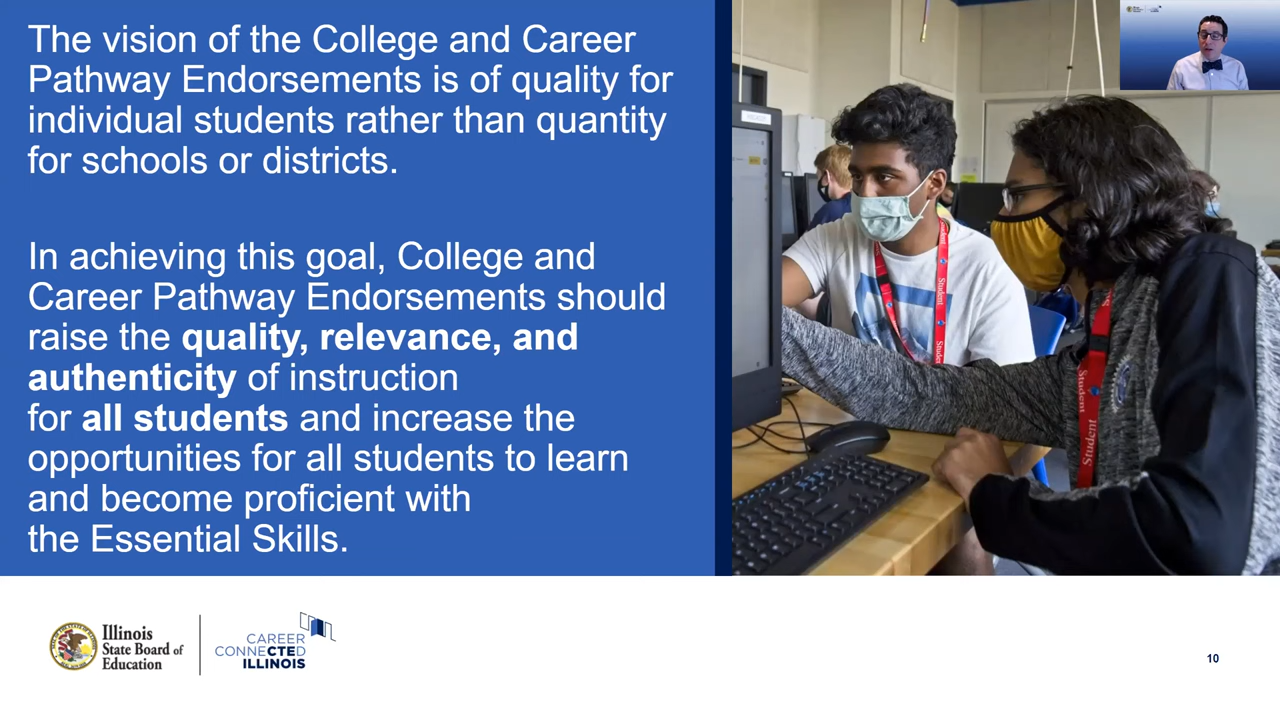 The vision of the College and Career
Pathway Endorsements is of quality for
individual students rather than quantity
for schools or districts.
In achieving this goal, College and
Career Pathway Endorsements should
raise the quality, relevance, and
authenticity of instruction
for all students and increase the
opportunities for all students to learn
and become proficient with
the Essential Skills.
Student
Student
Student
Student
Illinois
State Board of
Education
CAREER
CONNECTED
ILLINOIS
10